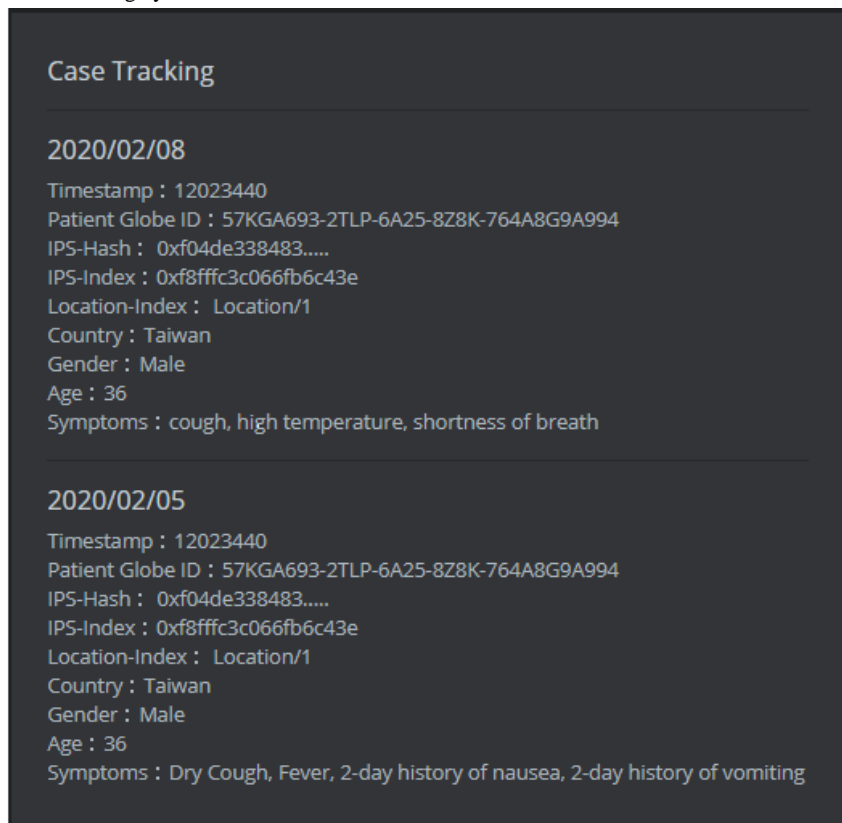 Case Tracking
2020/02/08
Timestamp：12023440
Patient Globe ID：57KGA693-2TLP-6A25-8Z8K-764A8G9A994
IPS-Hash： 0xf04de338483.....
IPS-Index：0xf8fffc3c066fb6c43e
Location-Index： Location/1
Country：Taiwan
Gender：Male
Age：36
Symptoms：cough, high temperature, shortness of breath
2020/02/05
Timestamp：12023440
Patient Globe ID：57KGA693-2TLP-6A25-8Z8K-764A8G9A994
IPS-Hash： 0xf04de338483.....
IPS-Index：0xf8fffc3c066fb6c43e
Location-Index： Location/1
Country：Taiwan
Gender：Male
Age：36
Symptoms：Dry Cough, Fever, 2-day history of nausea, 2-day history of vomiting